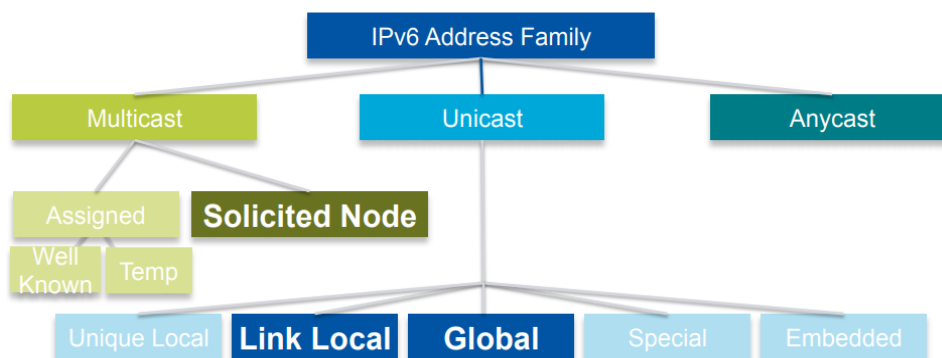 IPv6 Address Family
Multicast
Unicast
Anycast
Assigned
Solicited Node
Well
Known
Temp
Unique Local
Link Local
Global
Special
Embedded